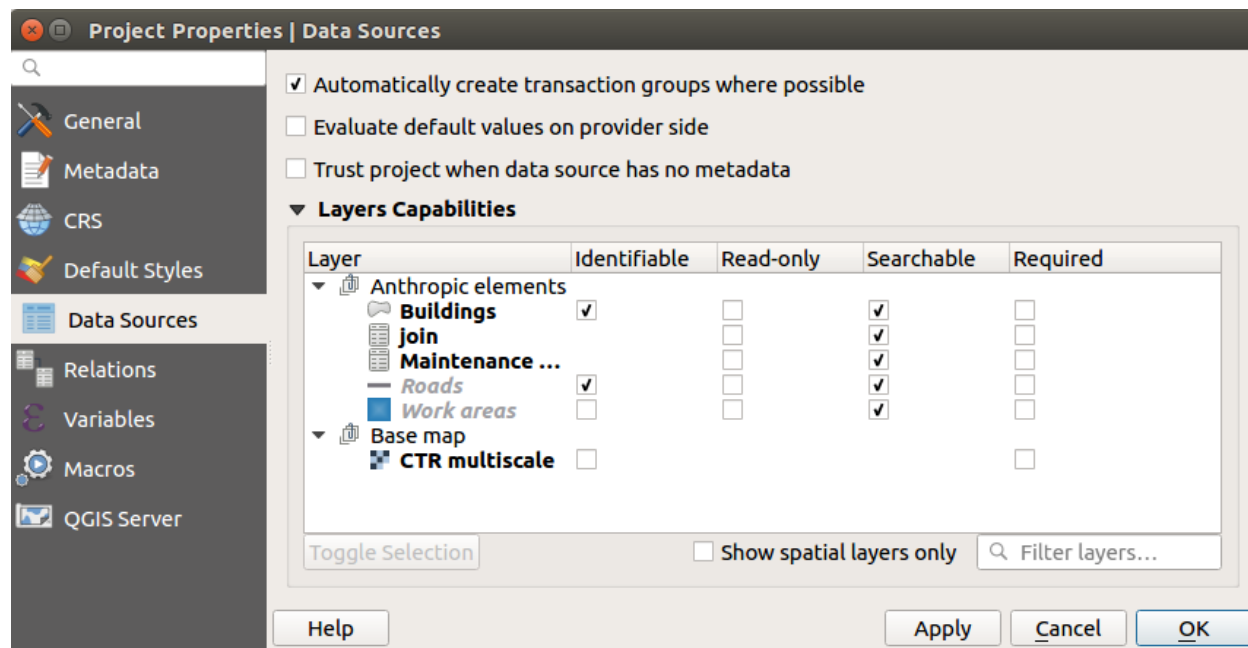 Project Properties | Data Sources
Automatically create transaction groups where possible
General
Evaluate default values on provider side
Metadata
Trust project when data source has no metadata
CRS
Layers Capabilities
Default Styles
Data Sources
Relations
Variables
Macros
QGIS Server
Layer Identifiable Read-only Searchable Required
Anthropic elements
Buildings
join
Maintenance ...
Roads
Work areas
Base map
CTR multiscale
Toggle Selection Show spatial layers only Filter layers...
Help Apply Cancel OK